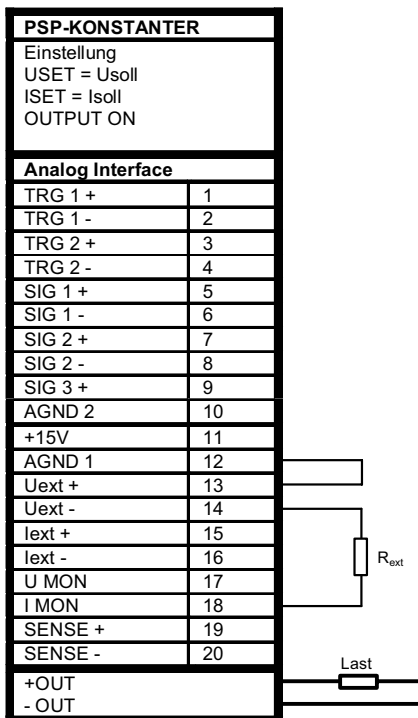 PSP-KONSTANTER
Einstellung
USET = Usoll
ISET = Isoll
OUTPUT ON
Analog Interface
TRG 1 + 1
TRG 1 - 2
TRG 2 + 3
TRG 2 - 4
SIG 1 + 5
SIG 1 - 6
SIG 2 + 7
SIG 2 - 8
SIG 3 + 9
AGND 2 10
+15V 11
AGND 1 12
Uext + 13
Uext - 14
Iext + 15
Iext - 16
U MON 17
I MON 18
SENSE + 19
SENSE - 20
+OUT
- OUT
Rext
Last